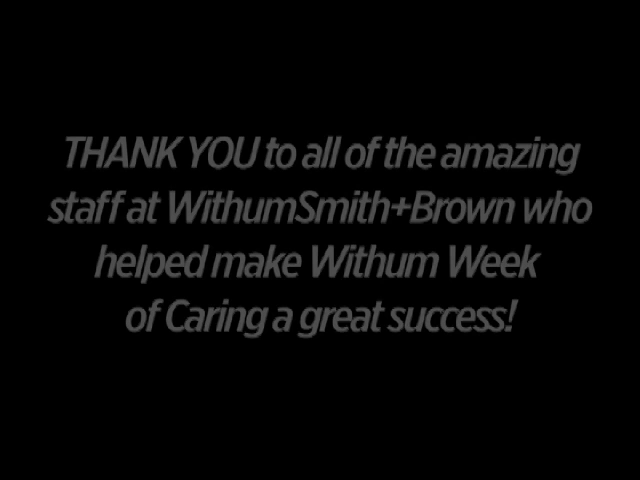 THANK YOU to all of the amazing
staff at WithumSmith+Brown who
helped make Withum Week
of Caring a great success!